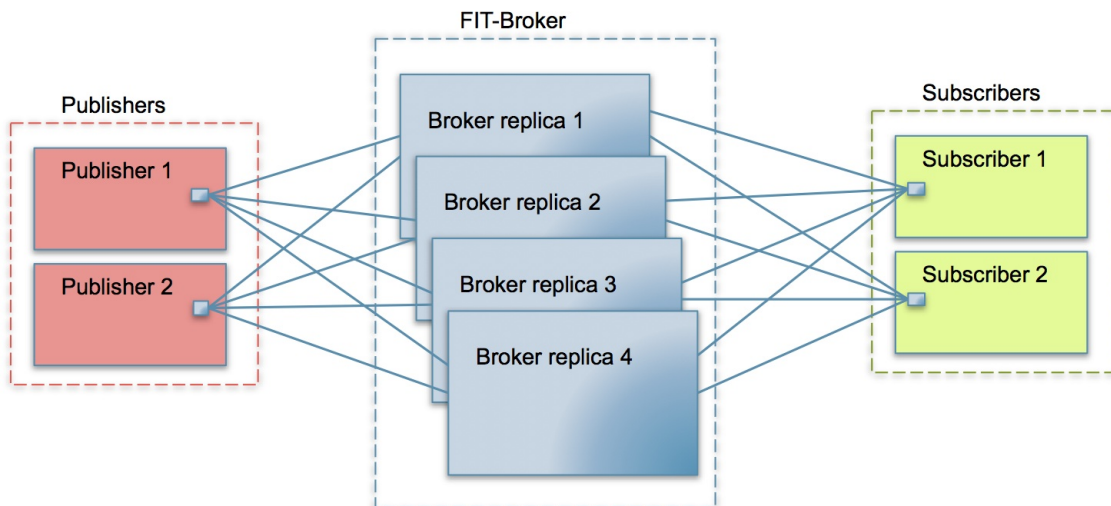 FIT-Broker
Publishers
Subscribers
Publisher 1
Publisher 2
Broker replica 1
Broker replica 2
Broker replica 3
Broker replica 4
Subscriber 1
Subscriber 2